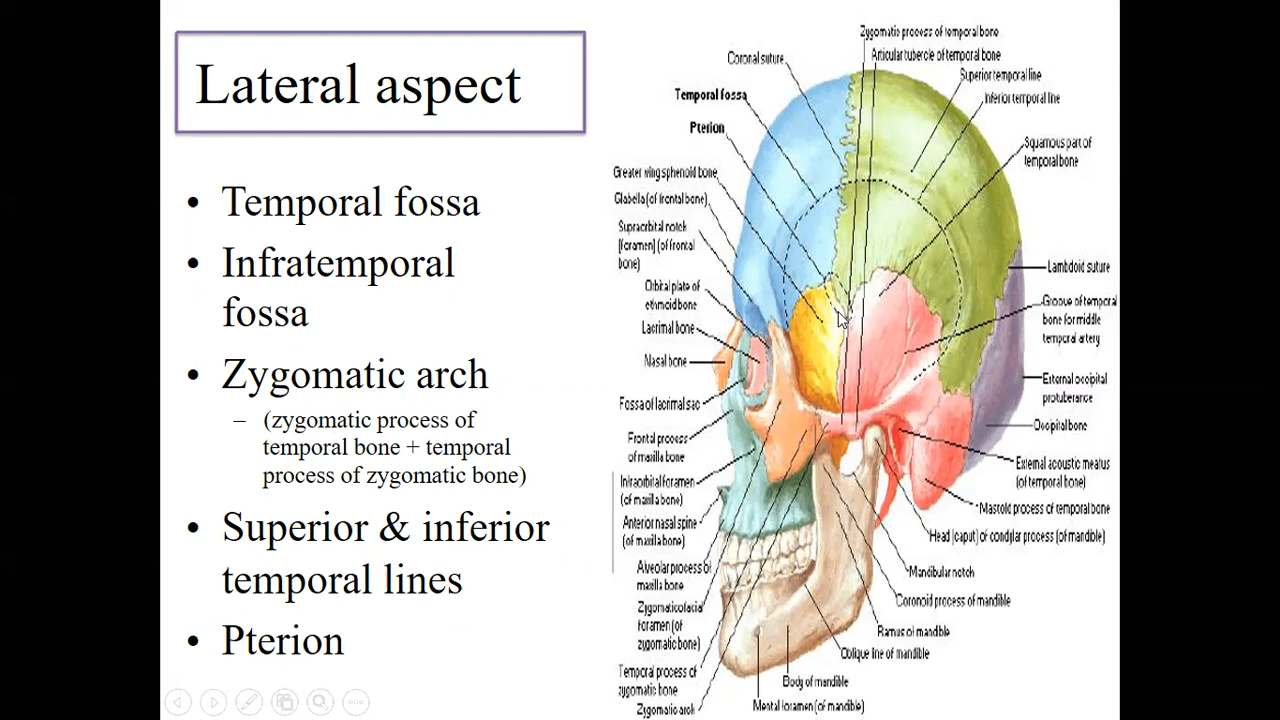 Lateral aspect
• Temporal fossa
• Infratemporal
fossa
• Zygomatic arch
– (zygomatic process of
temporal bone + temporal
process of zygomatic bone)
• Superior & inferior
temporal lines
• Pterion
Zygomatic process of temporal bone
Articular tubercle of temporal bone
Coronal suture
Superior temporal line
Temporal fossa
Inferior temporal line
Pterion
Squamous part of
temporal bone
Greater wing sphenoid bone
Glabella (of frontal bone)
Supraorbital notch
[foramen] (of frontal
bone)
Lambdoid suture
Orbital plate of
ethmoid bone
Groove of temporal
bone for middle
temporal artery
Lacrimal bone
Nasal bone
External occipital
protuberance
Fossa of lacrimal sac
Occipital bone
Frontal process
of maxilla bone
External acoustic meatus
(of temporal bone)
Infraorbital foramen
(of maxilla bone)
Mastoid process of temporal bone
Anterior nasal spine
(of maxilla bone)
Head (caput) of condylar process (of mandible)
Alveolar process of
maxilla bone
Mandibular notch
Coronoid process of mandible
Zygomaticofacial
foramen (of
zygomatic bone)
Ramus of mandible
Oblique line of mandible
Temporal process of
zygomatic bone
Body of mandible
Zygomatic arch
Mental foramen (of mandible)